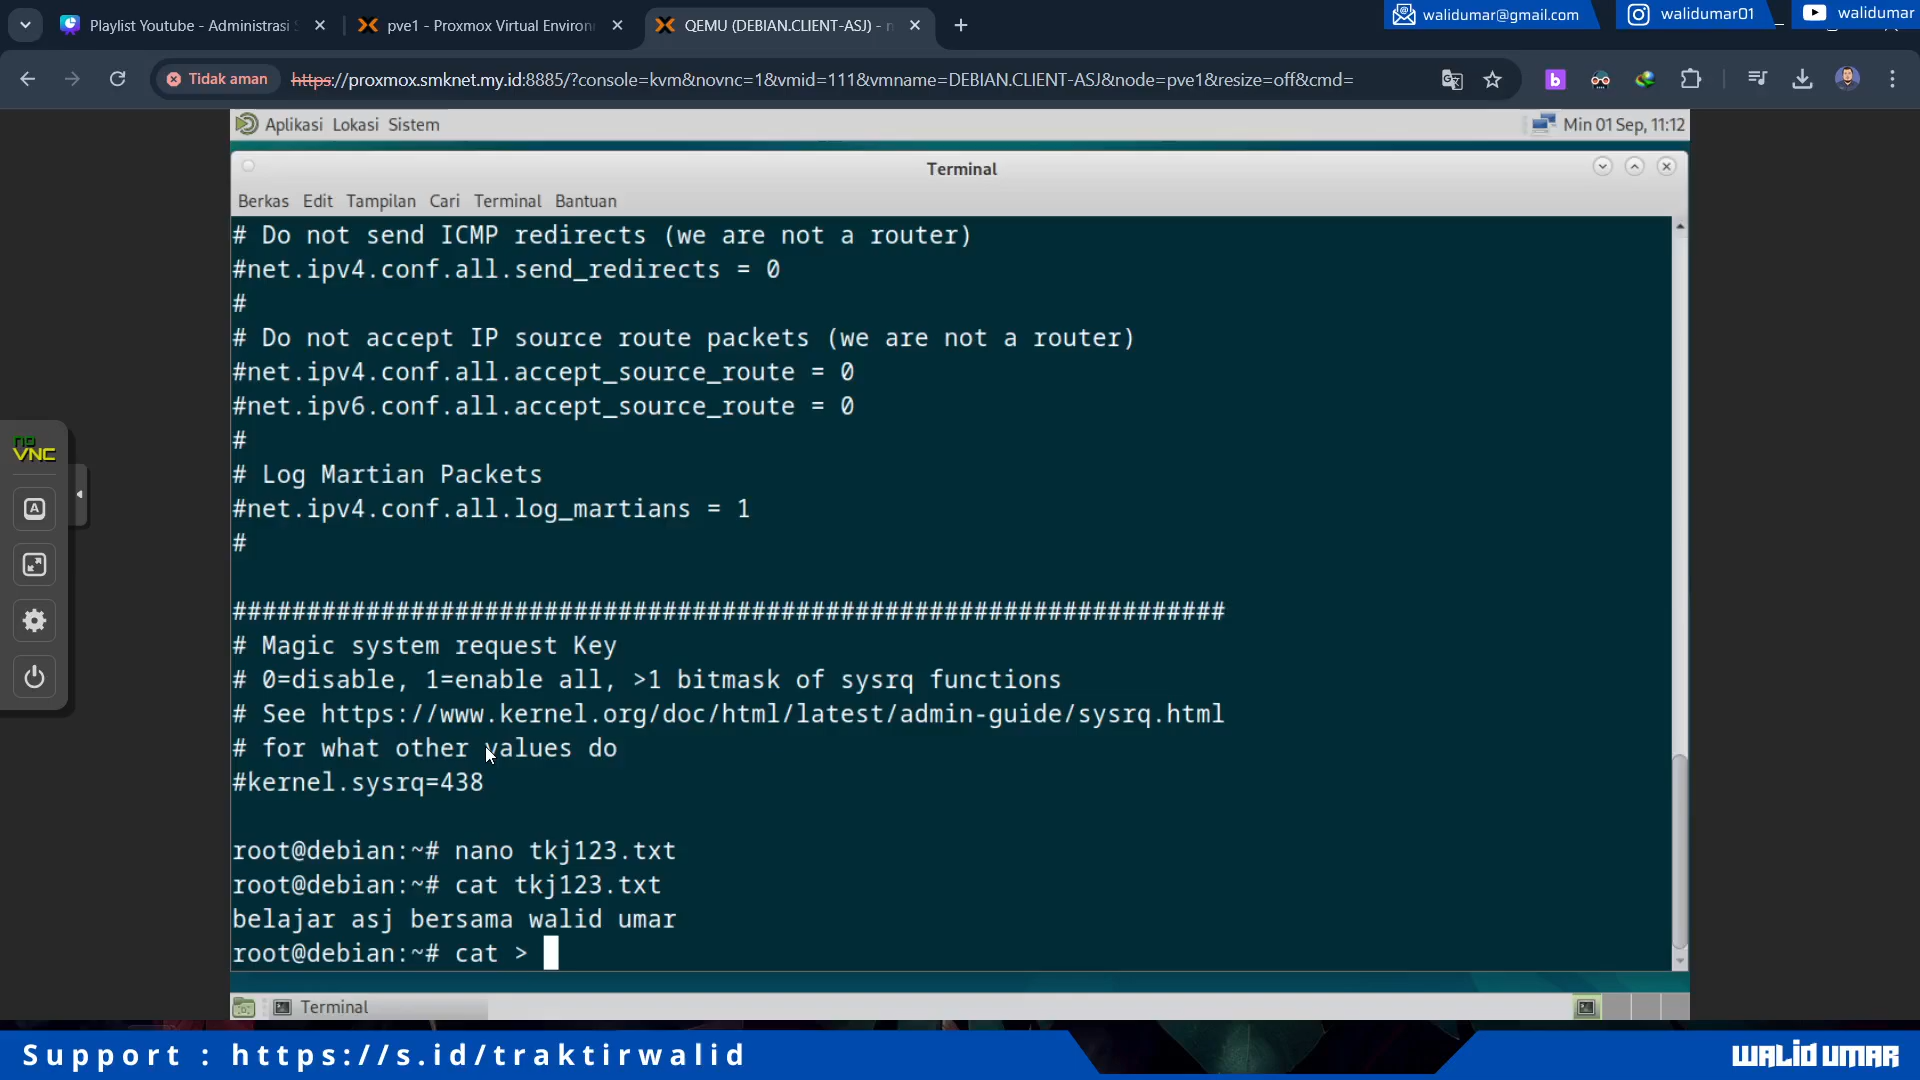 Playlist Youtube - Administrasi S
pve1 - Proxmox Virtual Environ
QEMU (DEBIAN.CLIENT-ASJ) - n
walidumar@gmail.com
walidumar01
walidumar
Tidak aman
https://proxmox.smknet.my.id:8885/?console=kvm&novnc=1&vmid=111&vmname=DEBIAN.CLIENT-ASJ&node=pve1&resize=off&cmd=
Aplikasi Lokasi Sistem
Min 01 Sep, 11:12
Terminal
Berkas Edit Tampilan Cari Terminal Bantuan
# Do not send ICMP redirects (we are not a router)
#net.ipv4.conf.all.send_redirects = 0
#
# Do not accept IP source route packets (we are not a router)
#net.ipv4.conf.all.accept_source_route = 0
#net.ipv6.conf.all.accept_source_route = 0
#
# Log Martian Packets
#net.ipv4.conf.all.log_martians = 1
#
###################################################################
# Magic system request Key
# 0=disable, 1=enable all, >1 bitmask of sysrq functions
# See https://www.kernel.org/doc/html/latest/admin-guide/sysrq.html
# for what other values do
#kernel.sysrq=438
root@debian:~# nano tkj123.txt
root@debian:~# cat tkj123.txt
belajar asj bersama walid umar
root@debian:~# cat >
no
VNC
A
Terminal
Support : https://s.id/traktirwalid
WALID UMAR